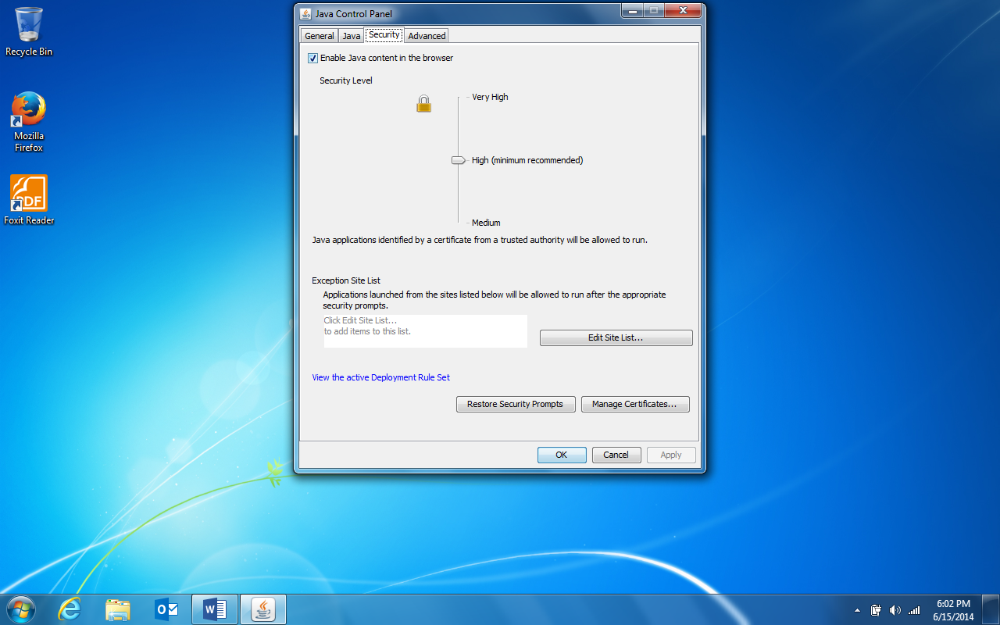 Recycle Bin
Mozilla
Firefox
PDF
Foxit Reader
Java Control Panel
General Java Security Advanced
Enable Java content in the browser
Security Level
Very High
High (minimum recommended)
Medium
Java applications identified by a certificate from a trusted authority will be allowed to run.
Exception Site List
Applications launched from the sites listed below will be allowed to run after the appropriate
security prompts.
Click Edit Site List...
to add items to this list.
Edit Site List...
View the active Deployment Rule Set
Restore Security Prompts Manage Certificates...
OK Cancel Apply
6:02 PM
6/15/2014